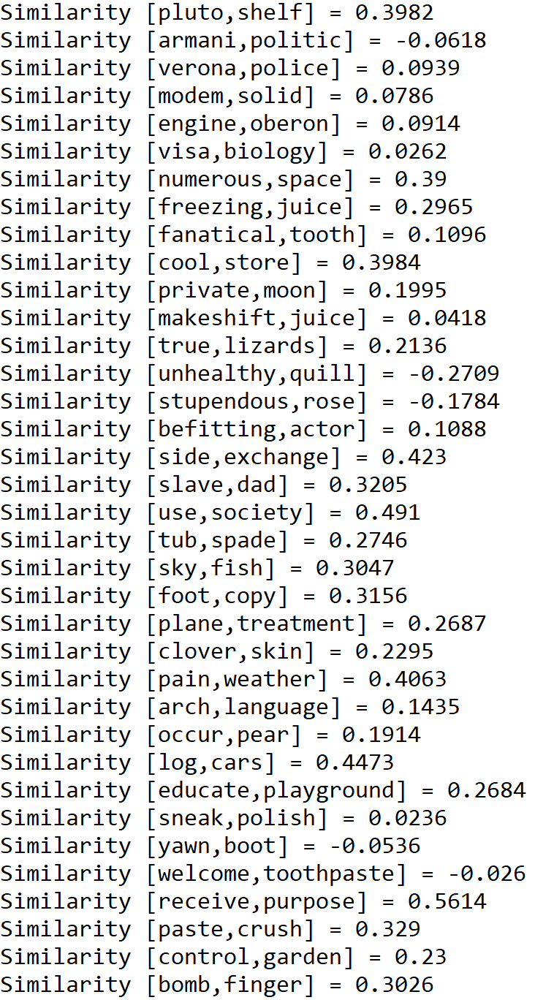 Similarity [pluto,shelf] = 0.3982
Similarity [armani,politic] = -0.0618
Similarity [verona,police] = 0.0939
Similarity [modem,solid] = 0.0786
Similarity [engine,oberon] = 0.0914
Similarity [visa,biology] = 0.0262
Similarity [numerous,space] = 0.39
Similarity [freezing,juice] = 0.2965
Similarity [fanatical,tooth] = 0.1096
Similarity [cool,store] = 0.3984
Similarity [private,moon] = 0.1995
Similarity [makeshift,juice] = 0.0418
Similarity [true,lizards] = 0.2136
Similarity [unhealthy,quill] = -0.2709
Similarity [stupendous,rose] = -0.1784
Similarity [befitting,actor] = 0.1088
Similarity [side,exchange] = 0.423
Similarity [slave,dad] = 0.3205
Similarity [use,society] = 0.491
Similarity [tub,spade] = 0.2746
Similarity [sky,fish] = 0.3047
Similarity [foot,copy] = 0.3156
Similarity [plane,treatment] = 0.2687
Similarity [clover,skin] = 0.2295
Similarity [pain,weather] = 0.4063
Similarity [arch,language] = 0.1435
Similarity [occur,pear] = 0.1914
Similarity [log,cars] = 0.4473
Similarity [educate,playground] = 0.2684
Similarity [sneak,polish] = 0.0236
Similarity [yawn,boot] = -0.0536
Similarity [welcome,toothpaste] = -0.026
Similarity [receive,purpose] = 0.5614
Similarity [paste,crush] = 0.329
Similarity [control,garden] = 0.23
Similarity [bomb,finger] = 0.3026